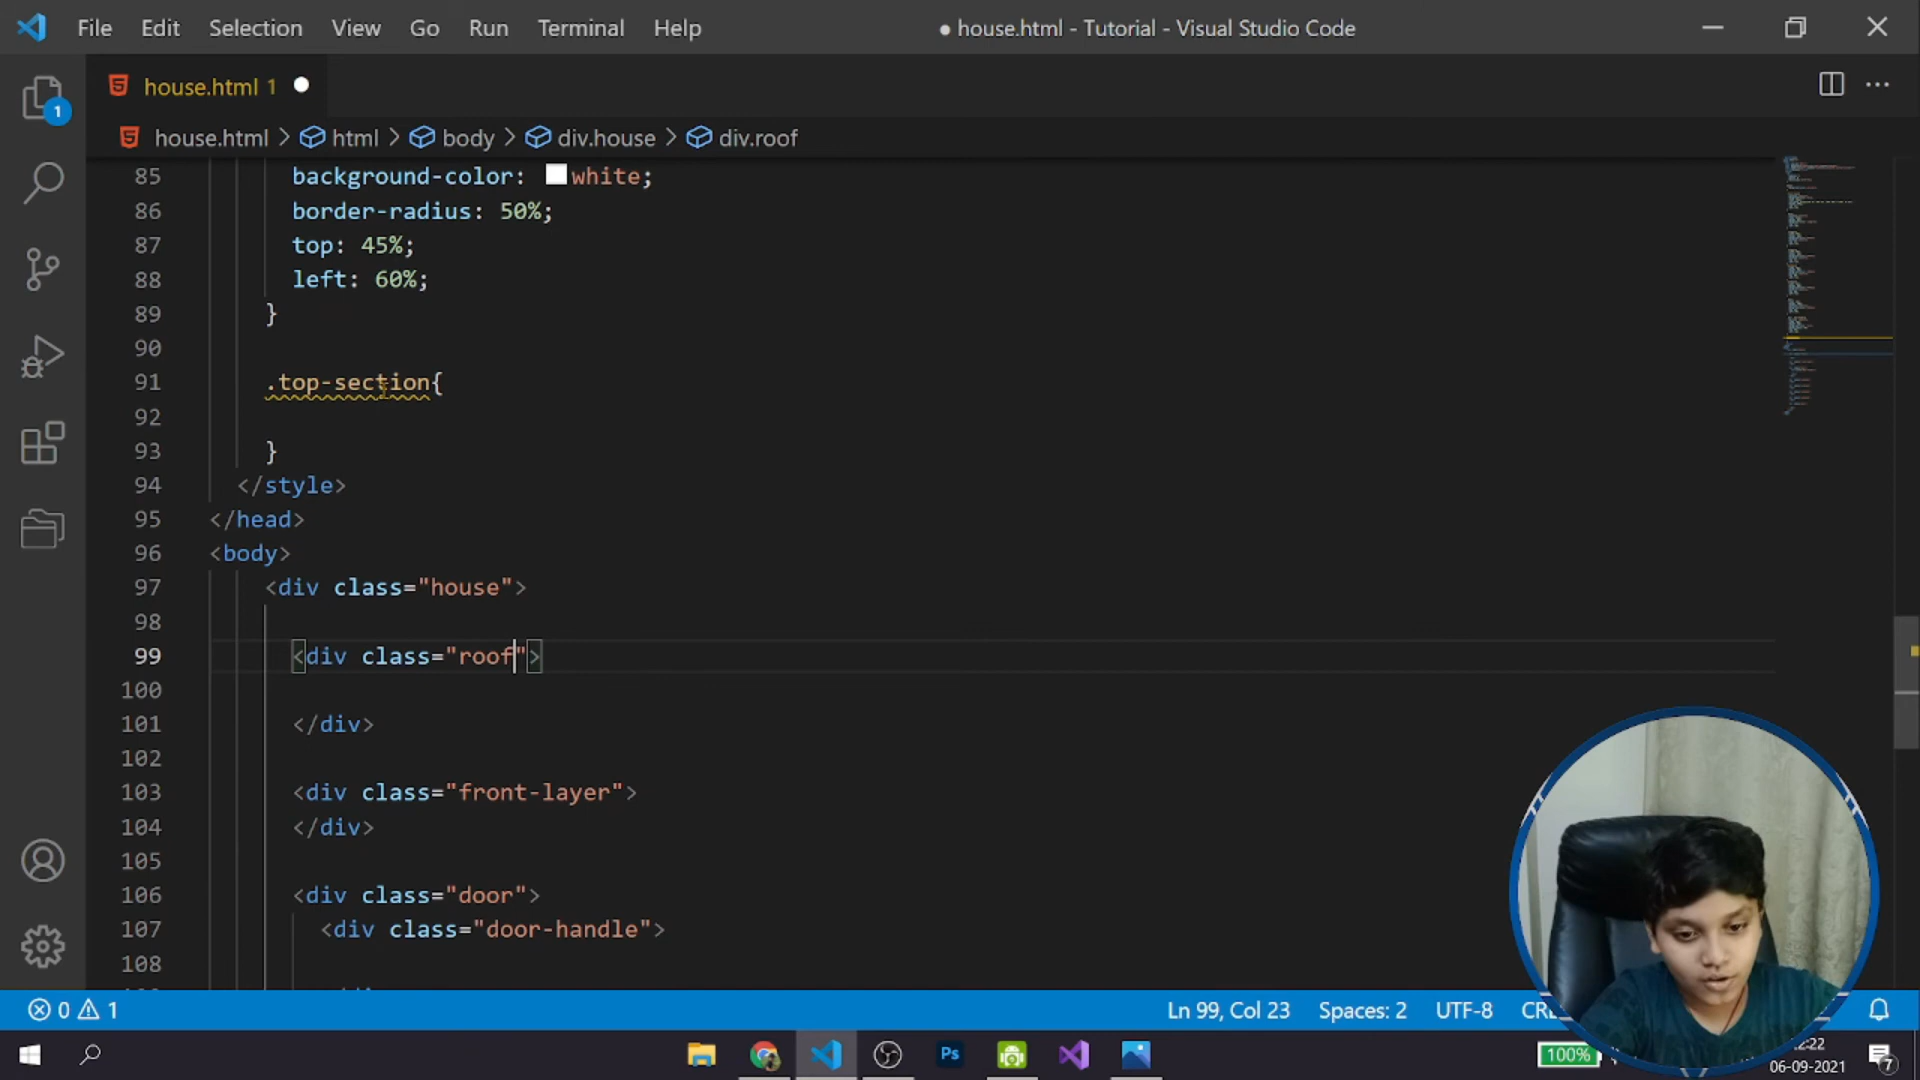 File Edit Selection View Go Run Terminal Help
● house.html - Tutorial - Visual Studio Code
house.html 1
house.html > html > body > div.house > div.roof
85 background-color: white;
86 border-radius: 50%;
87 top: 45%;
88 left: 60%;
89 }
90
91 .top-section{
92
93 }
94 </style>
95 </head>
96 <body>
97 <div class="house">
98
99 <div class="roof">
100
101 </div>
102
103 <div class="front-layer">
104 </div>
105
106 <div class="door">
107 <div class="door-handle">
108
1
0 1
Ln 99, Col 23 Spaces: 2 UTF-8
Ps
100%
06-09-2021
7